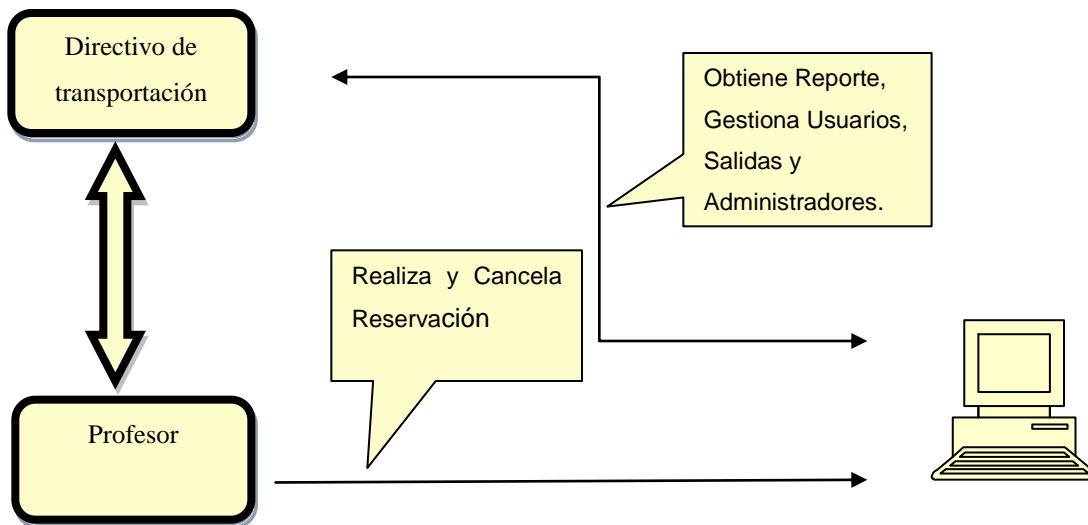 Directivo de
transportación
Obtiene Reporte,
Gestiona Usuarios,
Salidas y
Administradores.
Realiza y Cancela
Reservación
Profesor